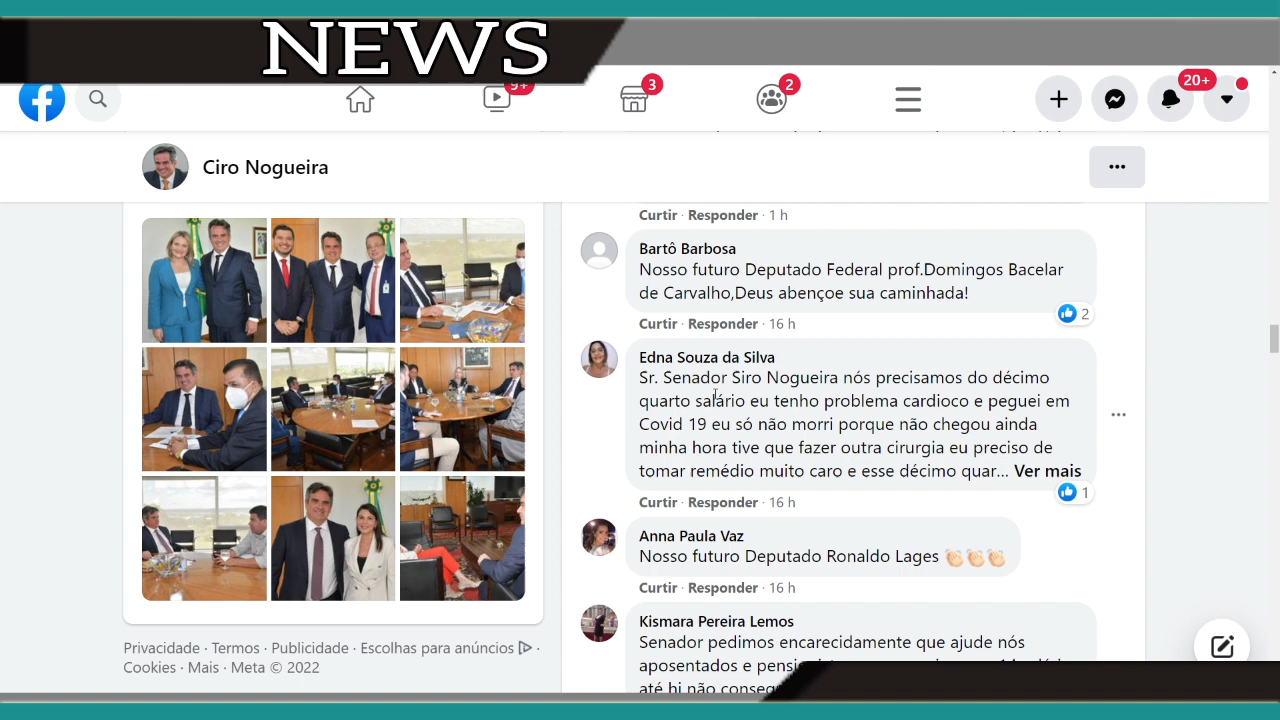 NEWS
9+
3
2
20+
Ciro Nogueira
Curtir · Responder · 1 h
Bartô Barbosa
Nosso futuro Deputado Federal prof.Domingos Bacelar
de Carvalho,Deus abençoe sua caminhada!
2
Curtir · Responder · 16 h
Edna Souza da Silva
Sr. Senador Siro Nogueira nós precisamos do décimo
quarto salário eu tenho problema cardioco e peguei em
Covid 19 eu só não morri porque não chegou ainda
minha hora tive que fazer outra cirurgia eu preciso de
tomar remédio muito caro e esse décimo quar... Ver mais
1
Curtir · Responder · 16 h
Anna Paula Vaz
Nosso futuro Deputado Ronaldo Lages 👏🏻👏🏻👏🏻
Curtir · Responder · 16 h
Kismara Pereira Lemos
Senador pedimos encarecidamente que ajude nós
aposentados e
até hi não
Privacidade · Termos · Publicidade · Escolhas para anúncios ·
Cookies · Mais · Meta © 2022